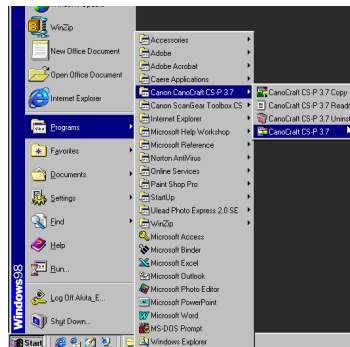 WinZip
New Office Document
Open Office Document
Internet Explorer
Programs
Favorites
Documents
Settings
Find
Help
Run...
Log Off Akita_E...
Shut Down...
Windows98
Start
Accessories
Adobe
Adobe Acrobat
Caere Applications
Canon CanoCraft CS-P 3.7
Canon ScanGear Toolbox CS
Internet Explorer
Microsoft Help Workshop
Microsoft Reference
Norton AntiVirus
Online Services
Paint Shop Pro
StartUp
Ulead Photo Express 2.0 SE
WinZip
Microsoft Access
Microsoft Binder
Microsoft Excel
Microsoft Outlook
Microsoft Photo Editor
Microsoft PowerPoint
Microsoft Word
MS-DOS Prompt
Windows Explorer
CanoCraft CS-P 3.7 Copy
CanoCraft CS-P 3.7 Readm
CanoCraft CS-P 3.7 Uninst
CanoCraft CS-P 3.7